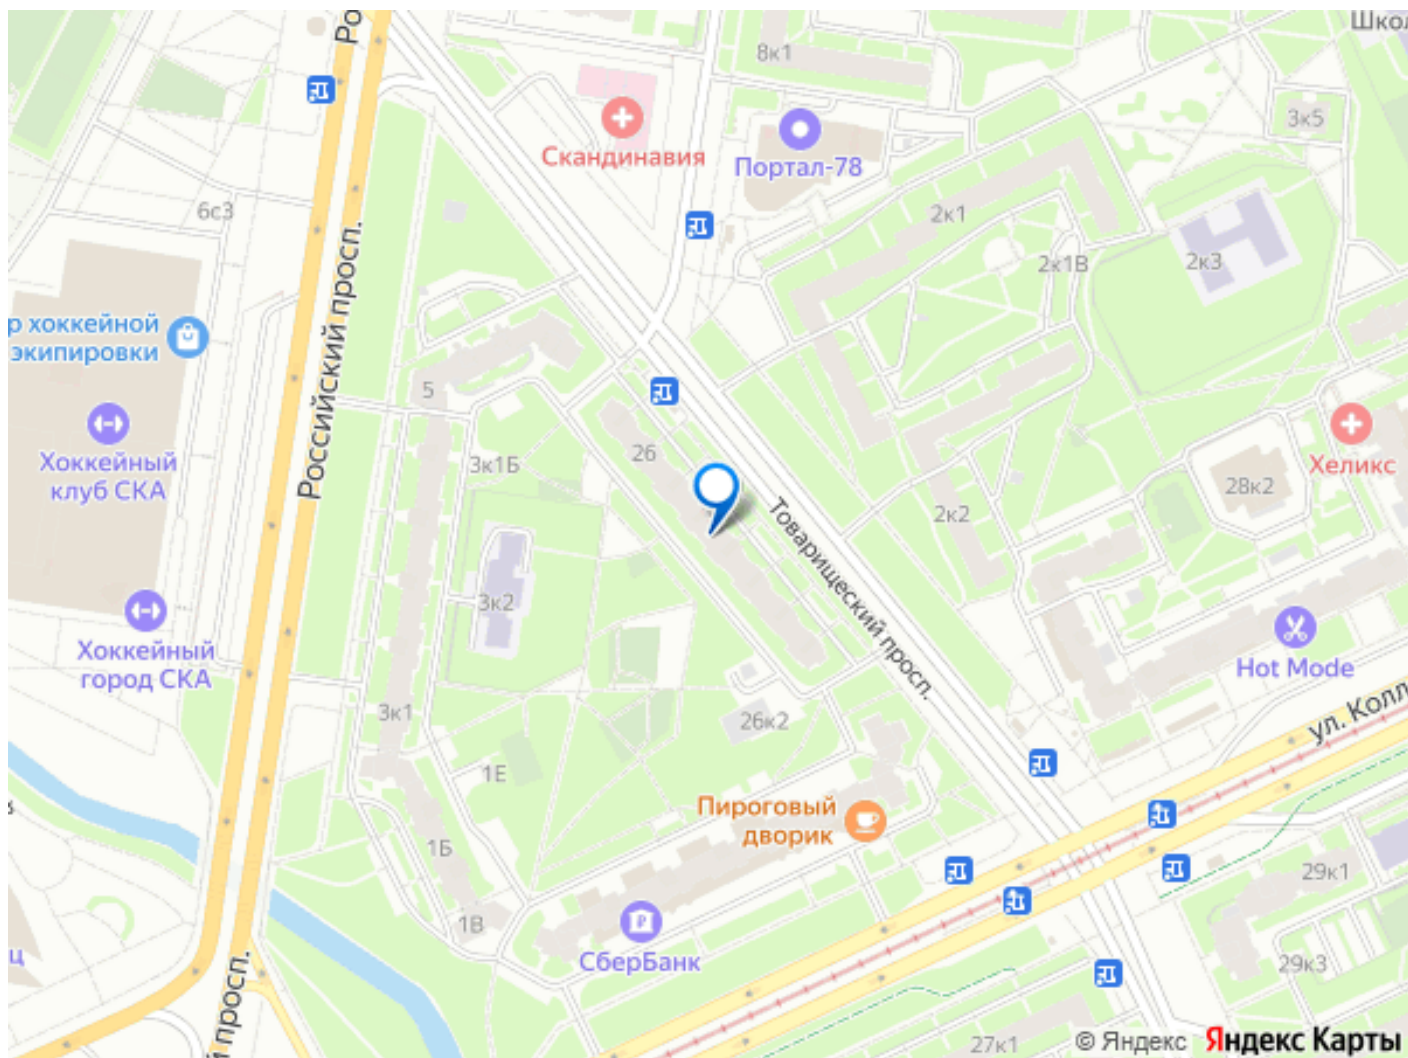 Ро
Шко
8к1
3к5
Скандинавия
Портал-78
6с3
2к1
2к3
2к1В
р хоккейной
экипировки
Российский просп.
5
26
3к1Б
Хоккейный
клуб СКА
Хеликс
28к2
2к2
Товарищеский просп.
3к2
Хоккейный
город СКА
Hot Mode
3к1
26к2
ул. Колл
1Е
Пироговый
дворик
1Б
29к1
1В
СберБанк
29к3
ц
й просп.
27к1
© Яндекс Яндекс Карты